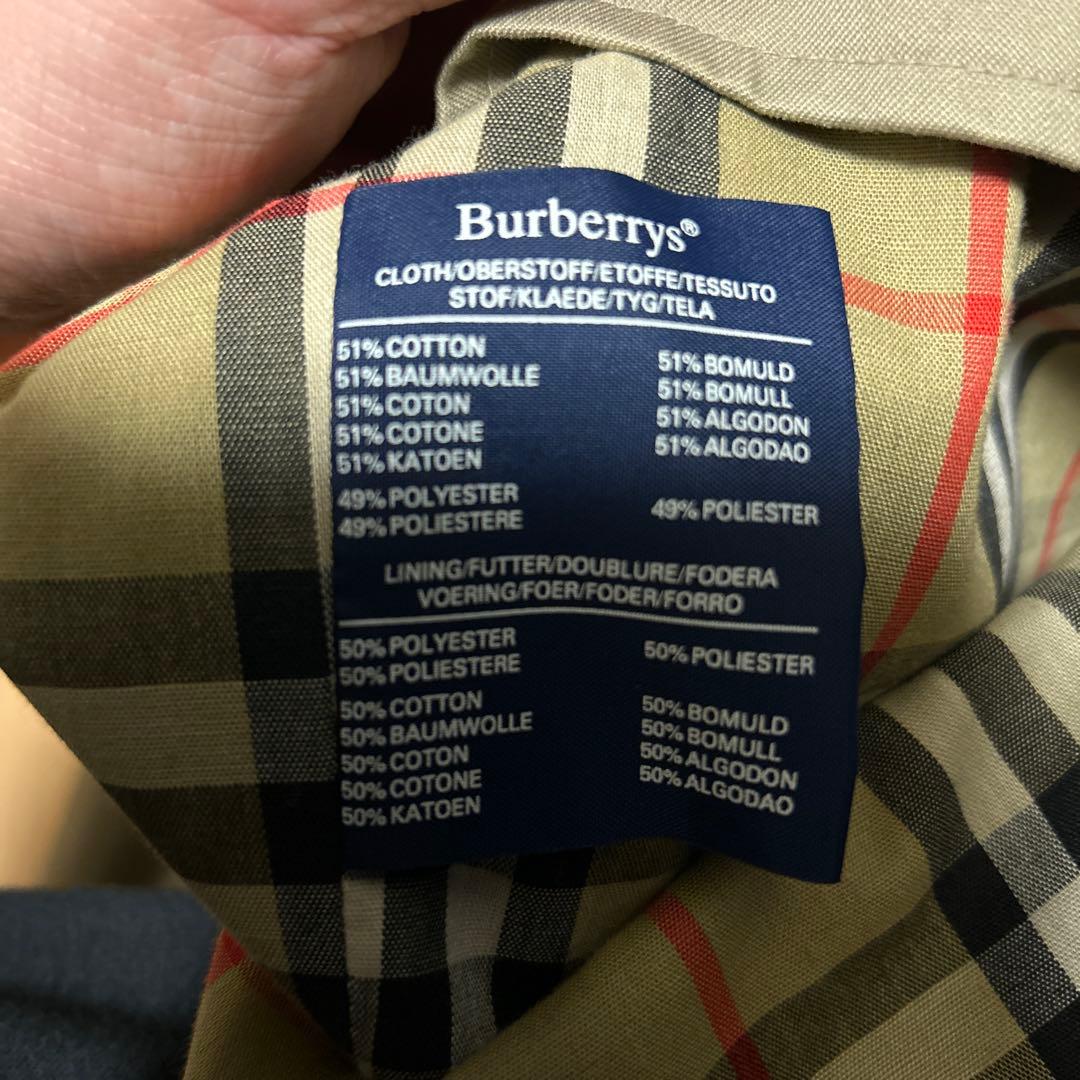 Burberrys®
CLOTH/OBERSTOFF/ETOFFE/TESSUTO
STOF/KLAEDE/TYG/TELA
51% COTTON
51% BAUMWOLLE
51% COTON
51% COTONE
51% KATOEN
51% BOMULD
51% BOMULL
51% ALGODON
51% ALGODAO
49% POLYESTER
49% POLIESTERE
49% POLIESTER
LINING/FUTTER/DOUBLURE/FODERA
VOERING/FOER/FODER/FORRO
50% POLYESTER
50% POLIESTERE
50% POLIESTER
50% COTTON
50% BAUMWOLLE
50% COTON
50% COTONE
50% KATOEN
50% BOMULD
50% BOMULL
50% ALGODON
50% ALGODAO